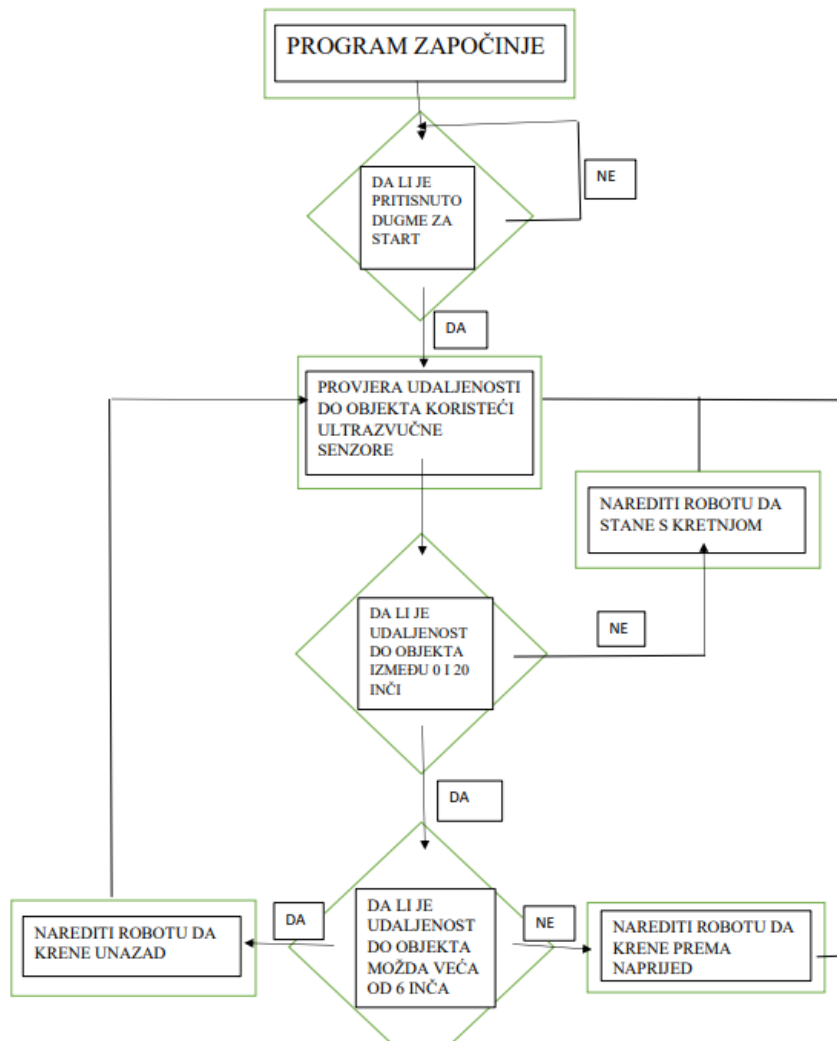 PROGRAM ZAPOČINJE
DA LI JE
PRITISNUTO
DUGME ZA
START
NE
DA
PROVJERA UDALJENOSTI
DO OBJEKTA KORISTEĆI
ULTRAZVUČNE
SENZORE
NAREDITI ROBOTU DA
STANE S KRETNJOM
DA LI JE
UDALJENOST
DO OBJEKTA
IZMEĐU 0 I 20
INČI
NE
DA
NAREDITI ROBOTU DA
KRENE UNAZAD
DA
DA LI JE
UDALJENOST
DO OBJEKTA
MOŽDA VEĆA
OD 6 INČA
NE
NAREDITI ROBOTU DA
KRENE PREMA
NAPRIJED